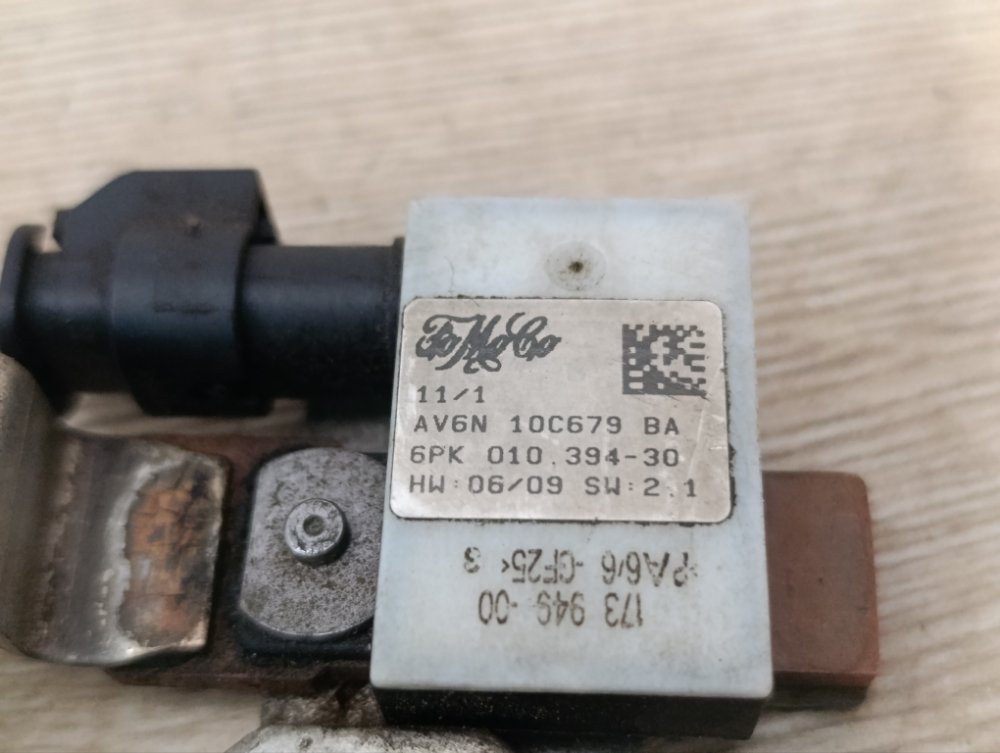 FoMoCo
11/1
AV6N 10C679 BA
6PK 010.394-30
HW:06/09 SW:2.1
173 949-00
>PA6/6-GF25< 3